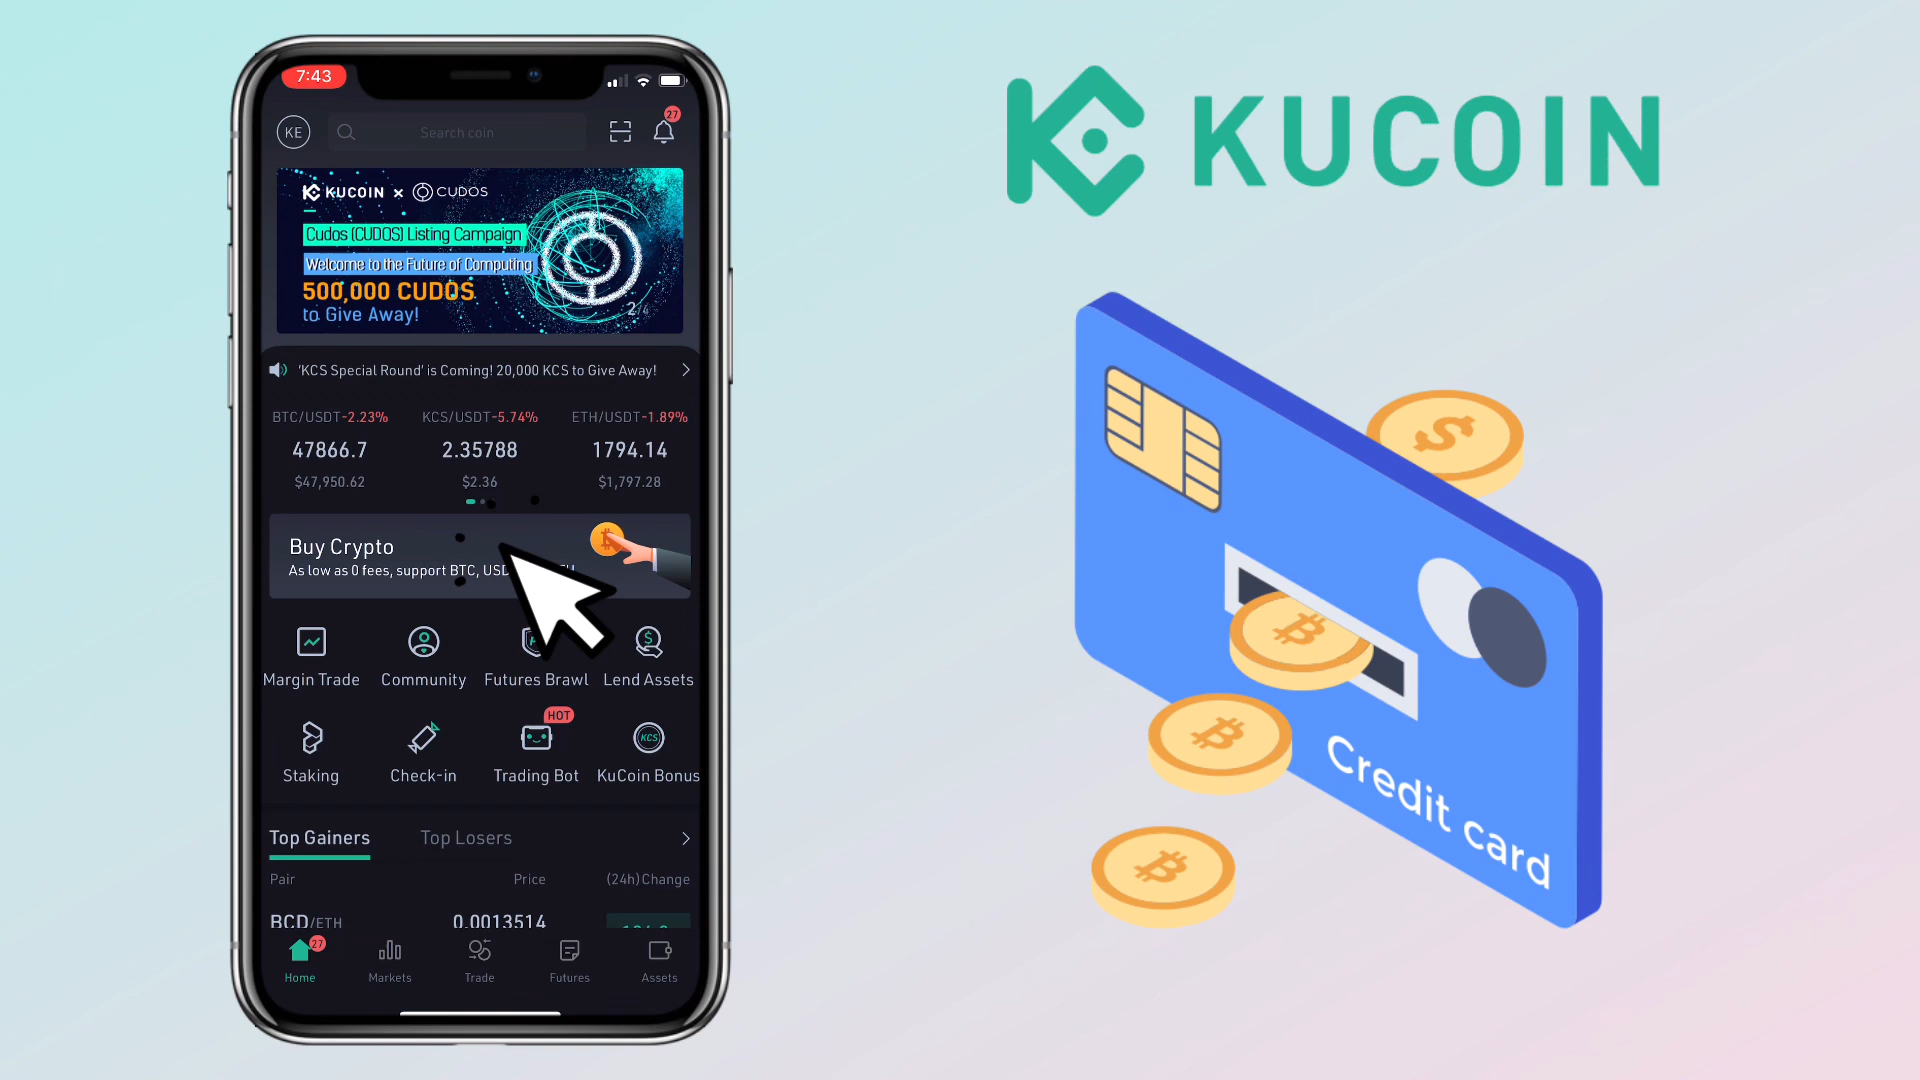 7:43
KE
Search coin
27
KUCOIN x CUDOS
Cudos (CUDOS) Listing Campaign
Welcome to the Future of Computing
500,000 CUDOS
to Give Away!
2/4
'KCS Special Round' is Coming! 20,000 KCS to Give Away!
BTC/USDT-2.23% KCS/USDT-5.74% ETH/USDT-1.89%
47866.7 2.35788 1794.14
$47,950.62 $2.36 $1,797.28
Buy Crypto
As low as 0 fees, support BTC,
Margin Trade Community Futures Brawl Lend Assets
HOT
KCS
Staking Check-in Trading Bot KuCoin Bonus
Top Gainers Top Losers
Pair Price (24h)Change
BCD/ETH 0.0013514
27
Home Markets Trade Futures Assets
KUCOIN
Credit card